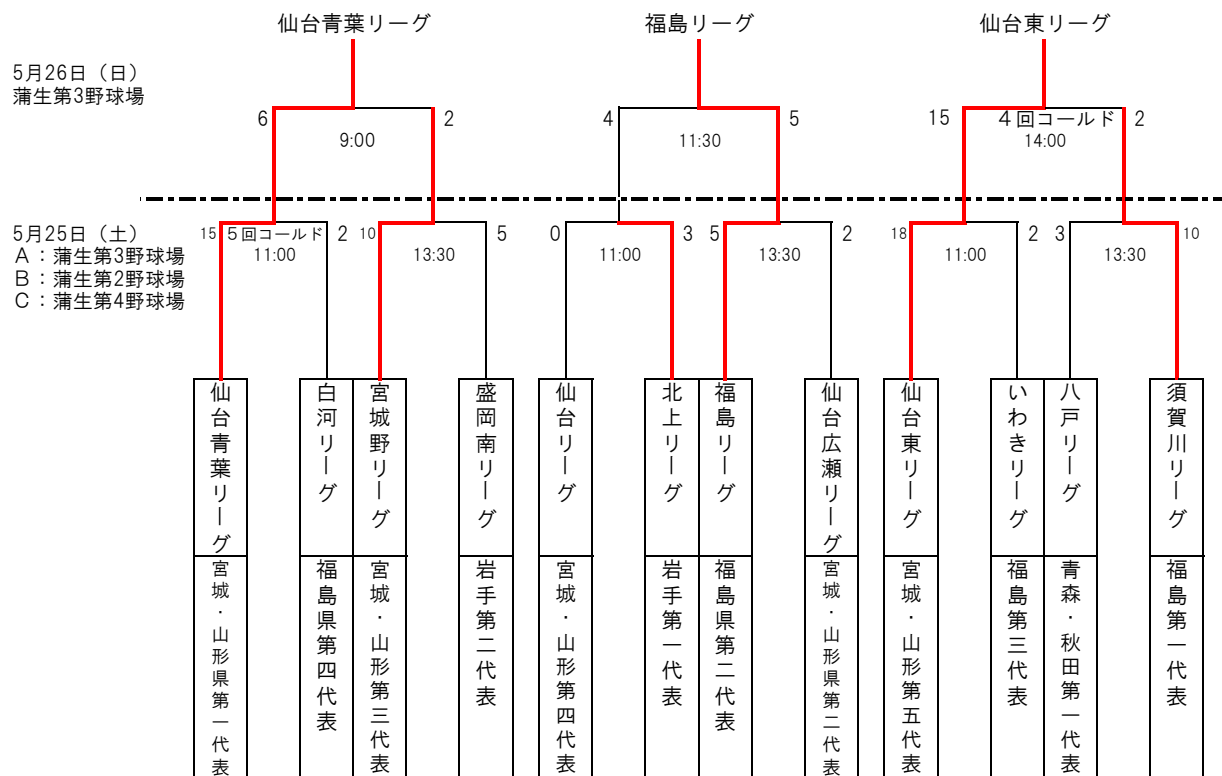 仙台青葉リーグ
福島リーグ
仙台東リーグ
5月26日（日）
蒲生第3野球場
6
2
9:00
4
5
11:30
15
4回コールド
2
14:00
5月25日（土）
A：蒲生第3野球場
B：蒲生第2野球場
C：蒲生第4野球場
15
5回コールド
2
11:00
10
5
13:30
0
3
11:00
5
2
13:30
18
2
11:00
3
10
13:30
仙台青葉リーグ
白河リーグ
宮城野リーグ
盛岡南リーグ
仙台リーグ
北上リーグ
福島リーグ
仙台広瀬リーグ
仙台東リーグ
いわきリーグ
八戸リーグ
須賀川リーグ
宮城・山形県第一代表
福島県第四代表
宮城・山形第三代表
岩手第二代表
宮城・山形第四代表
岩手第一代表
福島県第二代表
宮城・山形県第二代表
宮城・山形第五代表
福島第三代表
青森・秋田第一代表
福島第一代表